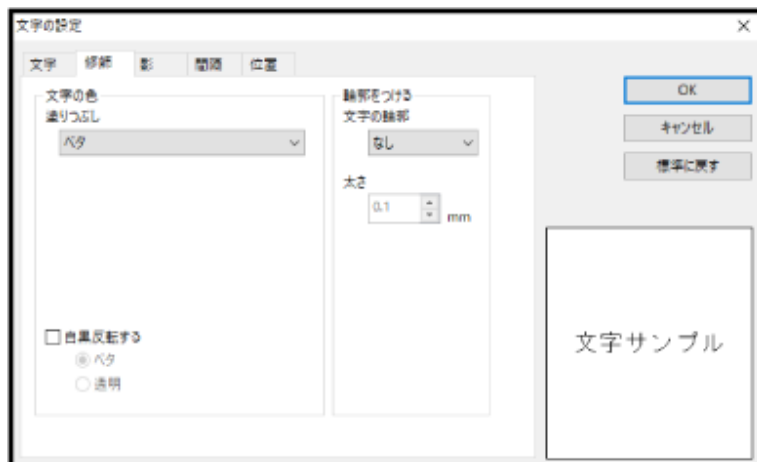 文字の設定
文字 修飾 影 間隔 位置
文字の色
塗りつぶし
ベタ
白黒反転する
ベタ
透明
輪郭をつける
文字の輪郭
なし
太さ
0.1 mm
OK
キャンセル
標準に戻す
文字サンプル